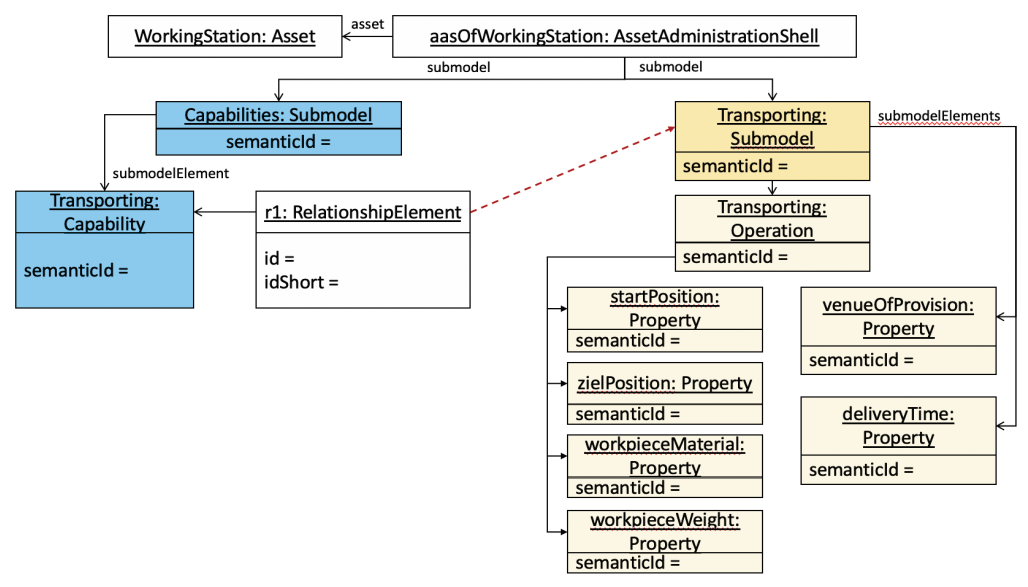 WorkingStation: Asset
asset
aasOfWorkingStation: AssetAdministrationShell
submodel
submodel
Capabilities: Submodel
semanticId =
Transporting:
Submodel
semanticId =
submodelElements
submodelElement
Transporting:
Capability
semanticId =
r1: RelationshipElement
id =
idShort =
Transporting:
Operation
semanticId =
startPosition:
Property
semanticId =
zielPosition: Property
semanticId =
workpieceMaterial:
Property
semanticId =
workpieceWeight:
Property
semanticId =
venueOfProvision:
Property
semanticId =
deliveryTime:
Property
semanticId =